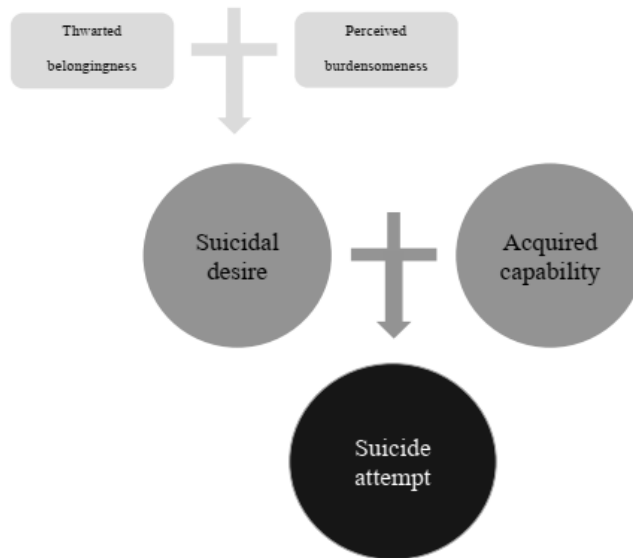 Thwarted
belongingness
Perceived
burdensomeness
Suicidal
desire
Acquired
capability
Suicide
attempt